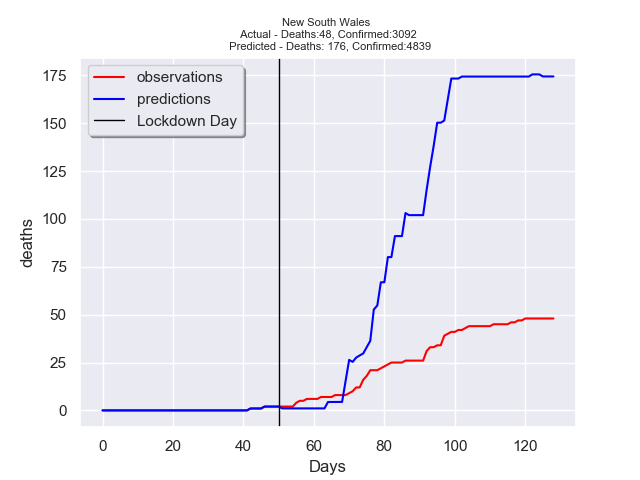 New South Wales
Actual - Deaths:48, Confirmed:3092
Predicted - Deaths: 176, Confirmed:4839
observations
predictions
Lockdown Day
175
150
125
100
75
50
25
0
deaths
0 20 40 60 80 100 120
Days